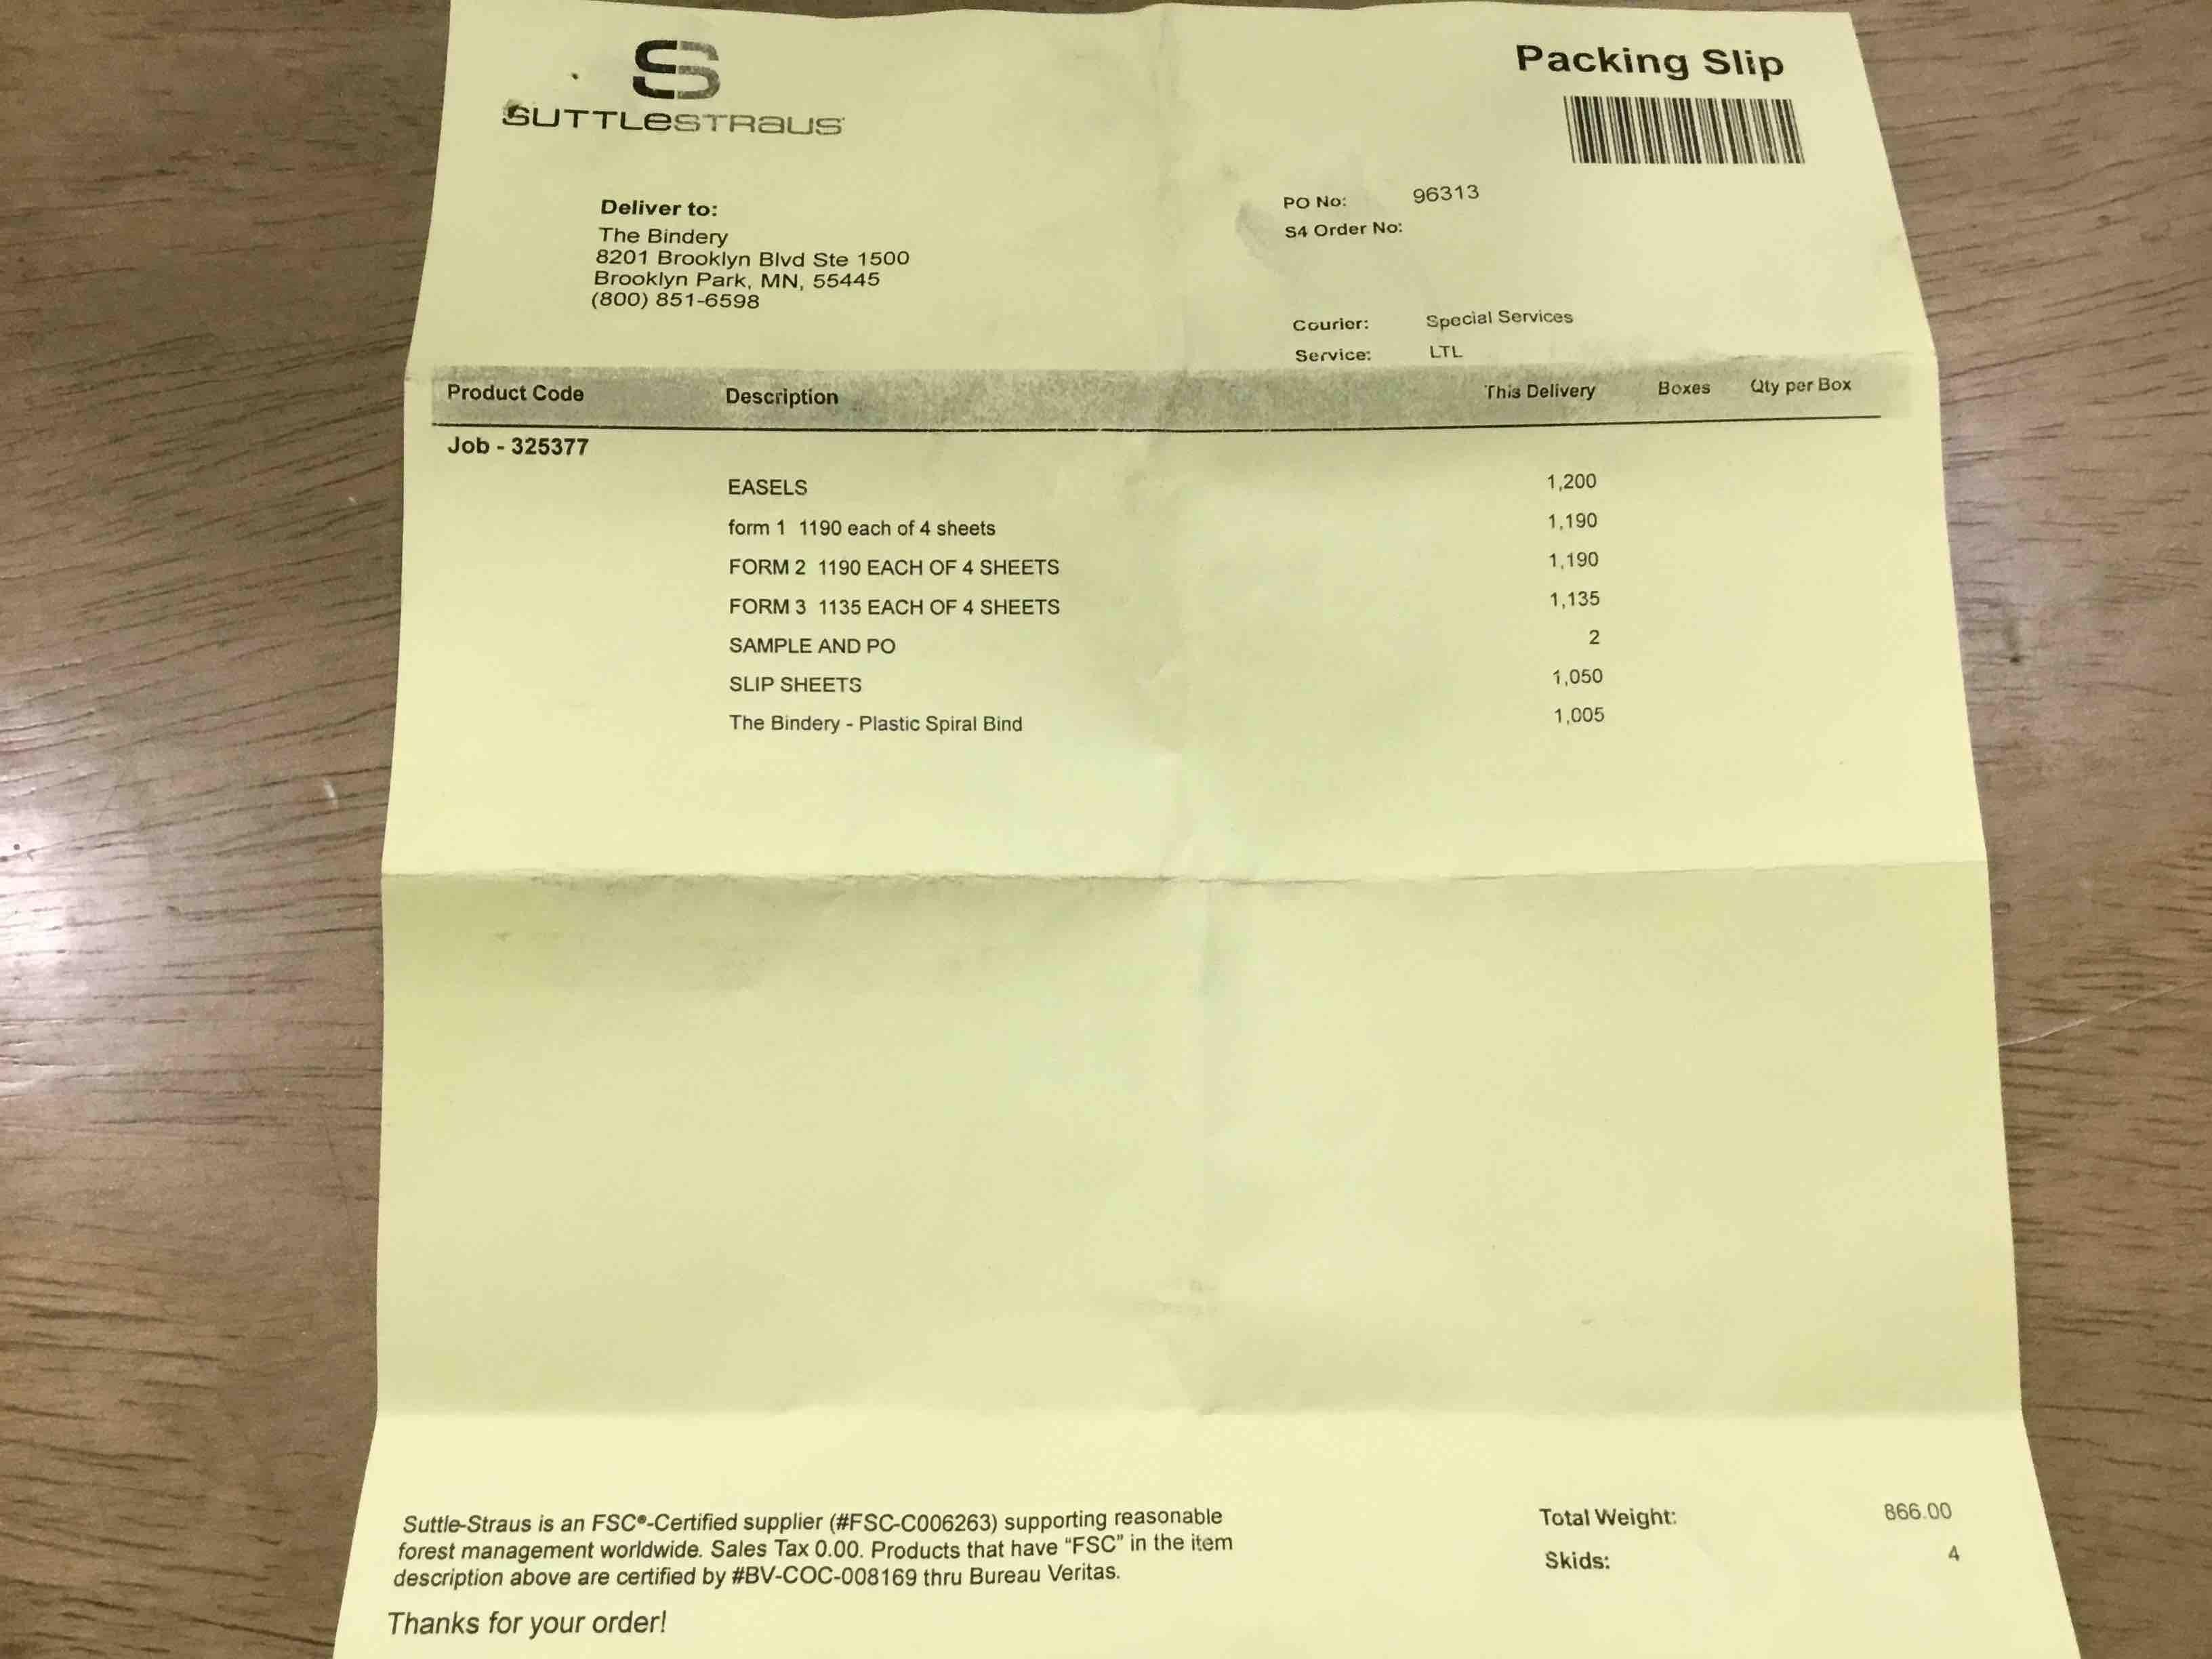 SUTTLESTRAUS
Packing Slip
Deliver to:
The Bindery
8201 Brooklyn Blvd Ste 1500
Brooklyn Park, MN, 55445
(800) 851-6598
PO No: 96313
S4 Order No:
Courier: Special Services
Service: LTL
Product Code Description This Delivery Boxes Qty per Box
Job - 325377
EASELS 1,200
form 1 1190 each of 4 sheets 1,190
FORM 2 1190 EACH OF 4 SHEETS 1,190
FORM 3 1135 EACH OF 4 SHEETS 1,135
SAMPLE AND PO 2
SLIP SHEETS 1,050
The Bindery - Plastic Spiral Bind 1,005
Suttle-Straus is an FSC®-Certified supplier (#FSC-C006263) supporting reasonable
forest management worldwide. Sales Tax 0.00. Products that have “FSC” in the item
description above are certified by #BV-COC-008169 thru Bureau Veritas.
Thanks for your order!
Total Weight: 866.00
Skids: 4